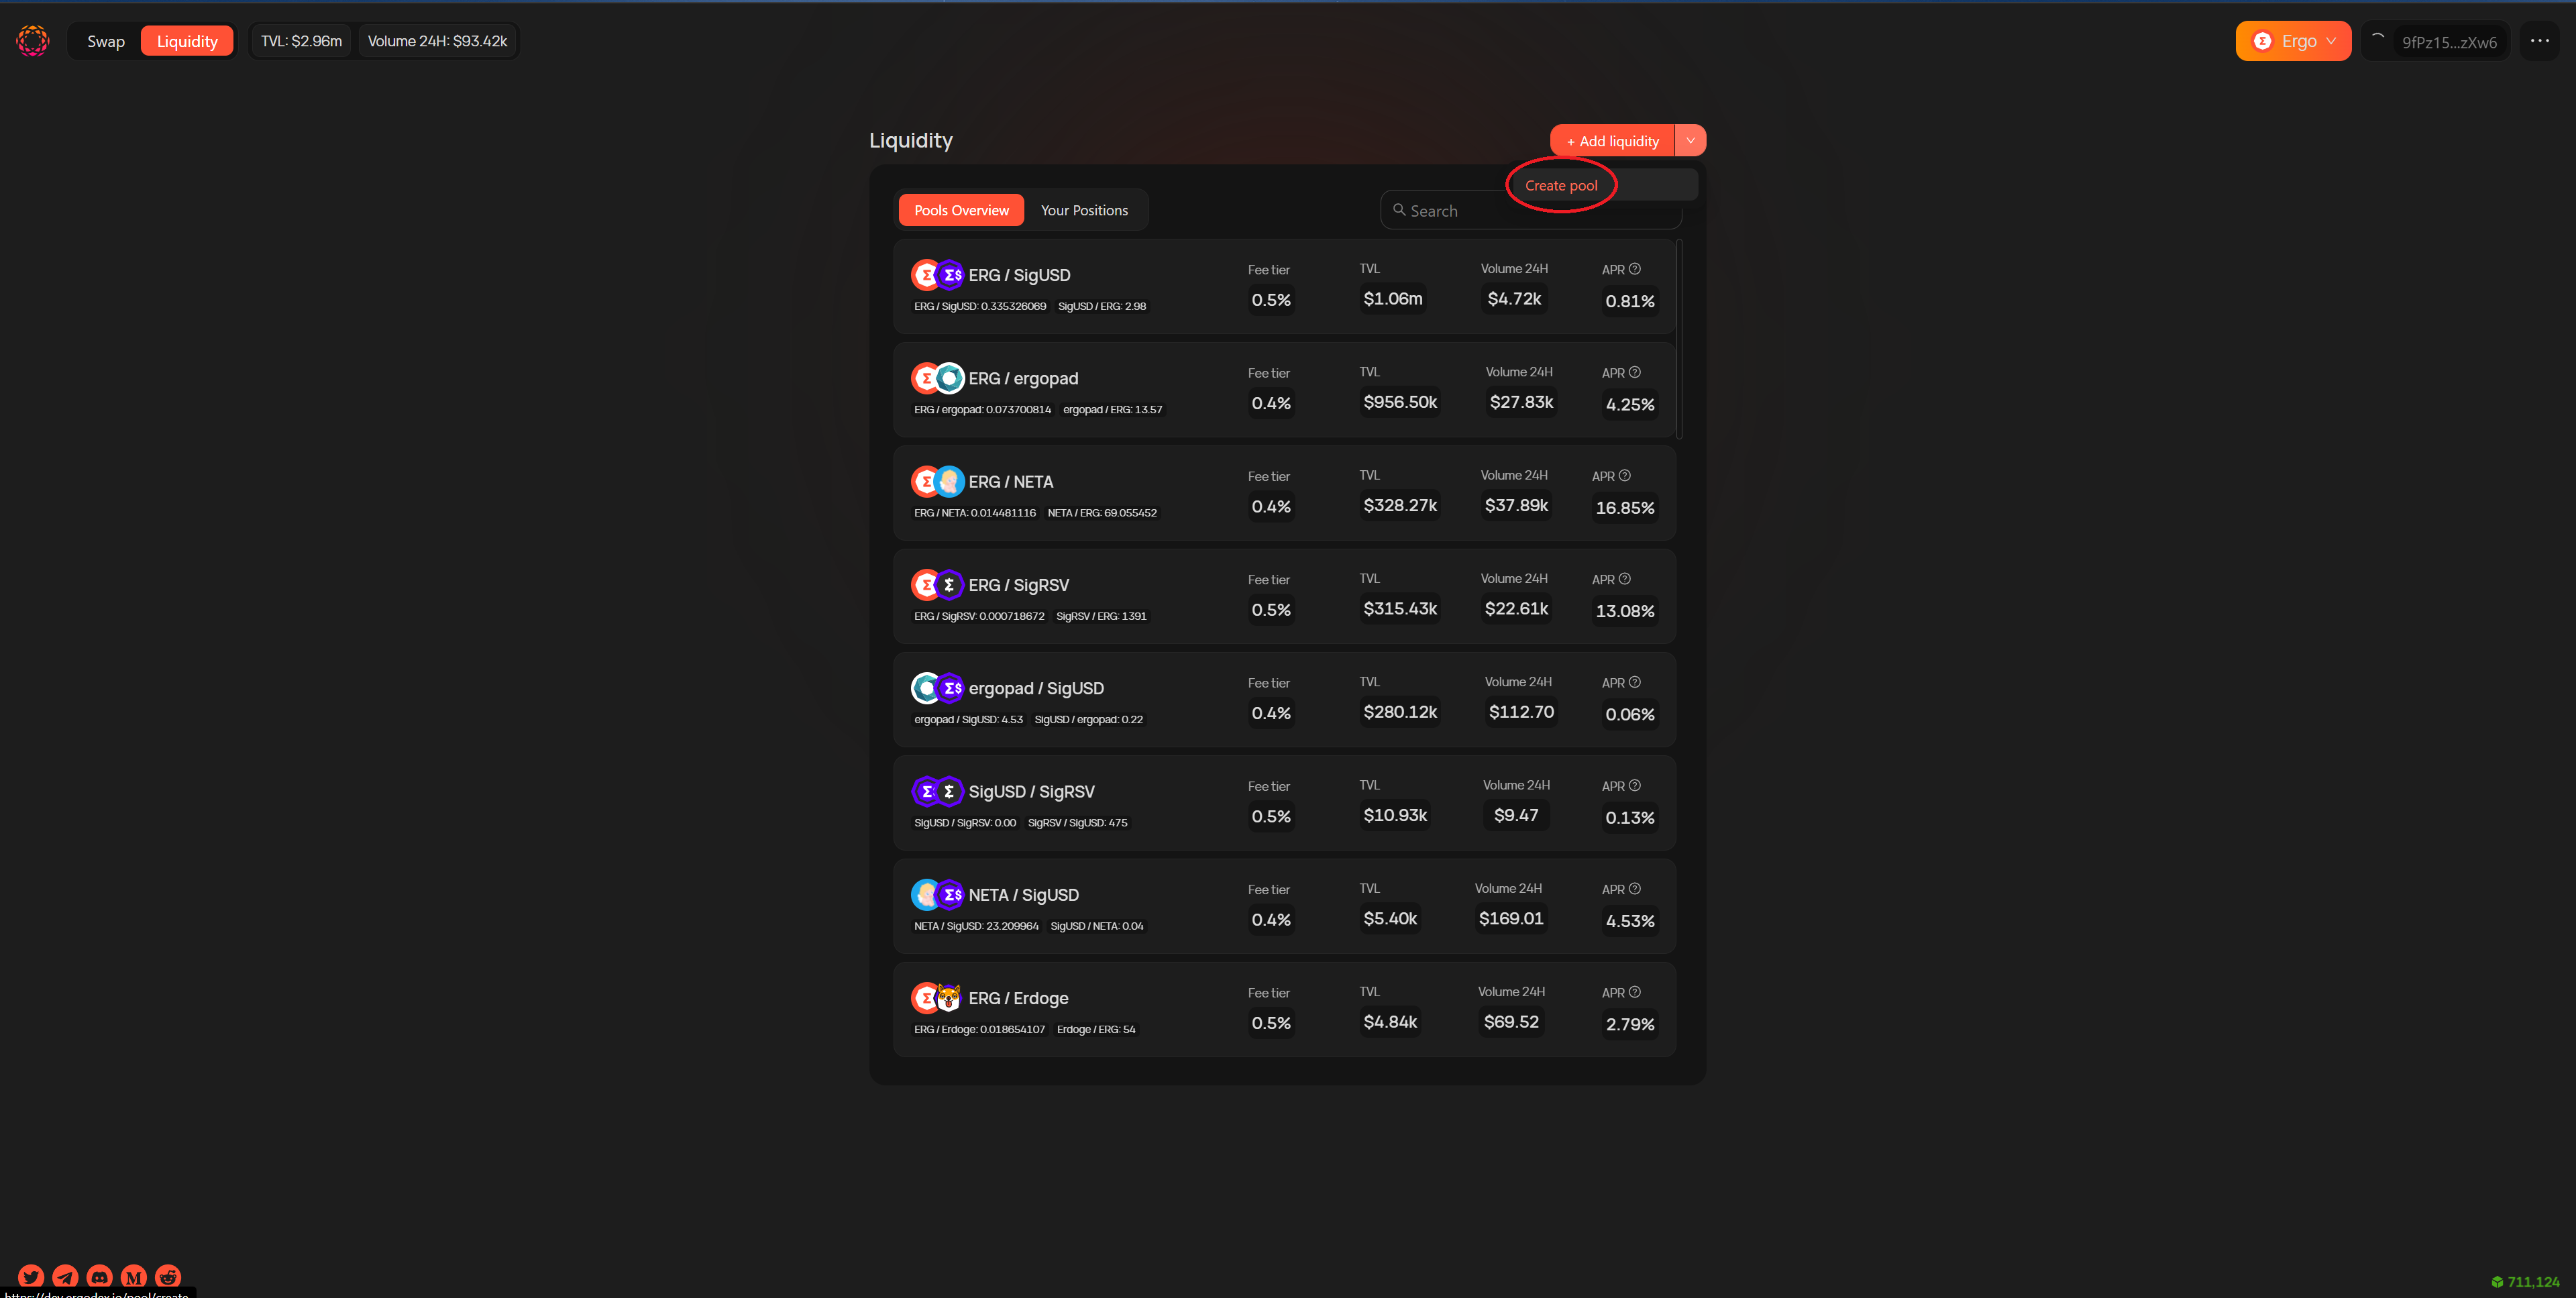 Swap Liquidity TVL: $2.96m Volume 24H: $93.42k Ergo 9fPz15...zXw6
Liquidity + Add liquidity
Create pool
Pools Overview Your Positions Search
ERG / SigUSD Fee tier TVL Volume 24H APR
ERG / SigUSD: 0.335326069 SigUSD / ERG: 2.98 0.5% $1.06m $4.72k 0.81%
ERG / ergopad Fee tier TVL Volume 24H APR
ERG / ergopad: 0.073700814 ergopad / ERG: 13.57 0.4% $956.50k $27.83k 4.25%
ERG / NETA Fee tier TVL Volume 24H APR
ERG / NETA: 0.014481116 NETA / ERG: 69.055452 0.4% $328.27k $37.89k 16.85%
ERG / SigRSV Fee tier TVL Volume 24H APR
ERG / SigRSV: 0.000718672 SigRSV / ERG: 1391 0.5% $315.43k $22.61k 13.08%
ergopad / SigUSD Fee tier TVL Volume 24H APR
ergopad / SigUSD: 4.53 SigUSD / ergopad: 0.22 0.4% $280.12k $112.70 0.06%
SigUSD / SigRSV Fee tier TVL Volume 24H APR
SigUSD / SigRSV: 0.00 SigRSV / SigUSD: 475 0.5% $10.93k $9.47 0.13%
NETA / SigUSD Fee tier TVL Volume 24H APR
NETA / SigUSD: 23.209964 SigUSD / NETA: 0.04 0.4% $5.40k $169.01 4.53%
ERG / Erdoge Fee tier TVL Volume 24H APR
ERG / Erdoge: 0.018654107 Erdoge / ERG: 54 0.5% $4.84k $69.52 2.79%
711,124
https://dev.ergodex.io/pool/create